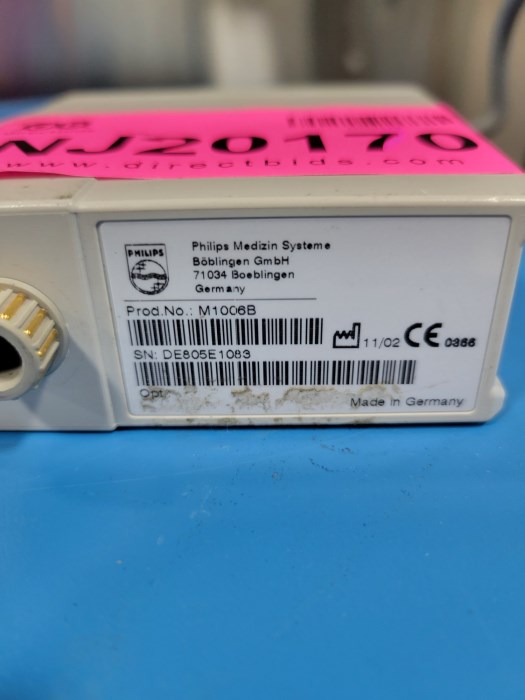 NJ20170
www.directbids.com
PHILIPS
Philips Medizin Systeme
Böblingen GmbH
71034 Boeblingen
Germany
Prod.No.: M1006B
11/02 CE 0366
SN: DE805E1083
Opt
Made in Germany